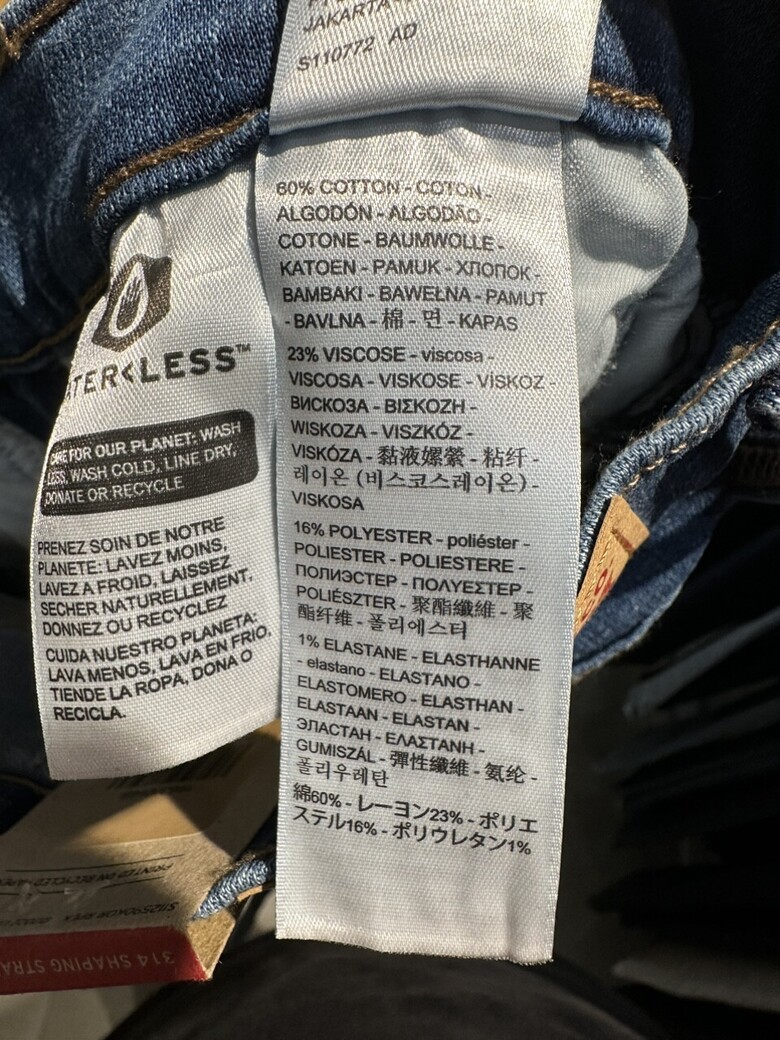 JAKARTA
S110772 AD
60% COTTON - COTON -
ALGODÓN - ALGODÃO -
COTONE - BAUMWOLLE -
KATOEN - PAMUK - ХЛОПОК -
BAMBAKI - BAWEŁNA - PAMUT
- BAVLNA - 棉 - 면 - KAPAS
23% VISCOSE - viscosa -
VISCOSA - VISKOSE - VİSKOZ -
ВИСКОЗА - ΒΙΣΚΟΖΗ -
WISKOZA - VISZKÓZ -
VISKÓZA - 黏液嫘縈 - 粘纤 -
레이온 (비스코스레이온) -
VISKOSA
16% POLYESTER - poliéster -
POLIESTER - POLIESTERE -
ПОЛИЭСТЕР - ΠΟΛΥΕΣΤΕΡ -
POLIÉSZTER - 聚酯纖維 - 聚
酯纤维 - 폴리에스터
1% ELASTANE - ELASTHANNE
- elastano - ELASTANO -
ELASTOMERO - ELASTHAN -
ELASTAAN - ELASTAN -
ЭЛАСТАН - ΕΛΑΣΤΑΝΗ -
GUMISZÁL - 彈性纖維 - 氨纶 -
폴리우레탄
綿60% - レーヨン23% - ポリエ
ステル16% - ポリウレタン1%
TER<LESS™
CARE FOR OUR PLANET: WASH
LESS, WASH COLD, LINE DRY,
DONATE OR RECYCLE
PRENEZ SOIN DE NOTRE
PLANETE: LAVEZ MOINS,
LAVEZ A FROID, LAISSEZ
SECHER NATURELLEMENT,
DONNEZ OU RECYCLEZ
CUIDA NUESTRO PLANETA:
LAVA MENOS, LAVA EN FRIO,
TIENDE LA ROPA, DONA O
RECICLA.
PRINTED ON RECYCLED
314 SHAPING STRA